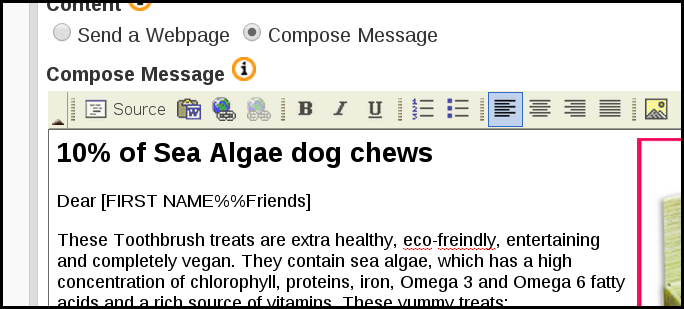 Content
Send a Webpage Compose Message
Compose Message
Source B I U
10% of Sea Algae dog chews
Dear [FIRST NAME%%Friends]
These Toothbrush treats are extra healthy, eco-freindly, entertaining
and completely vegan. They contain sea algae, which has a high
concentration of chlorophyll, proteins, iron, Omega 3 and Omega 6 fatty
acids and a rich source of vitamins. These yummy treats: